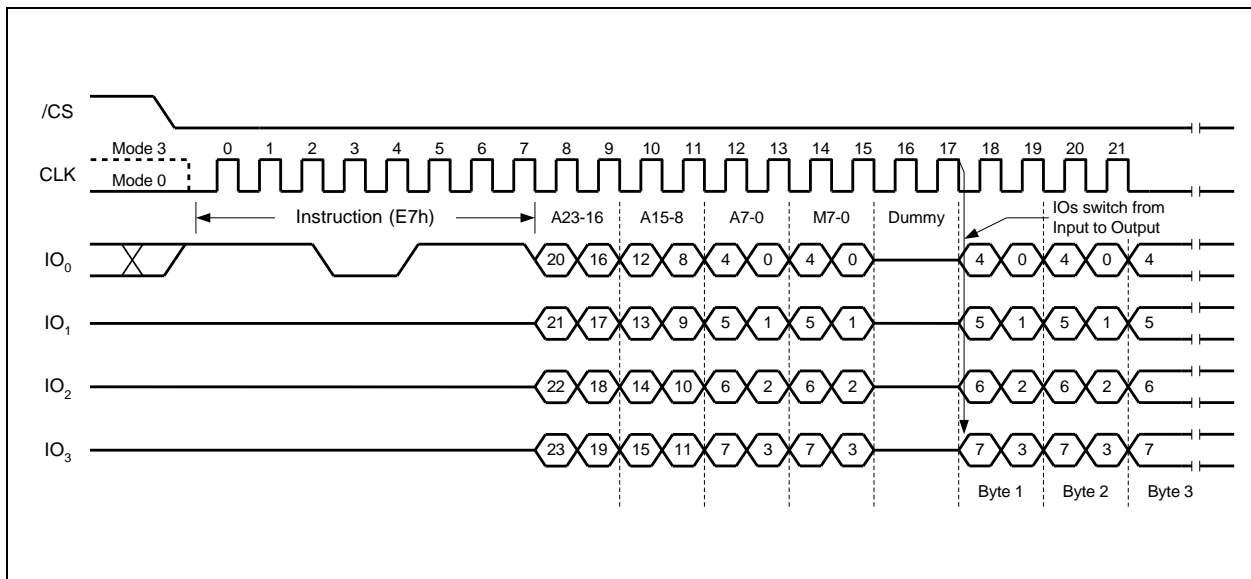 /CS
Mode 3 0 1 2 3 4 5 6 7 8 9 10 11 12 13 14 15 16 17 18 19 20 21
CLK Mode 0
Instruction (E7h) A23-16 A15-8 A7-0 M7-0 Dummy IOs switch from
Input to Output
IO0 20 16 12 8 4 0 4 0 4 0 4 0 4
IO1 21 17 13 9 5 1 5 1 5 1 5 1 5
IO2 22 18 14 10 6 2 6 2 6 2 6 2 6
IO3 23 19 15 11 7 3 7 3 7 3 7 3 7
Byte 1 Byte 2 Byte 3